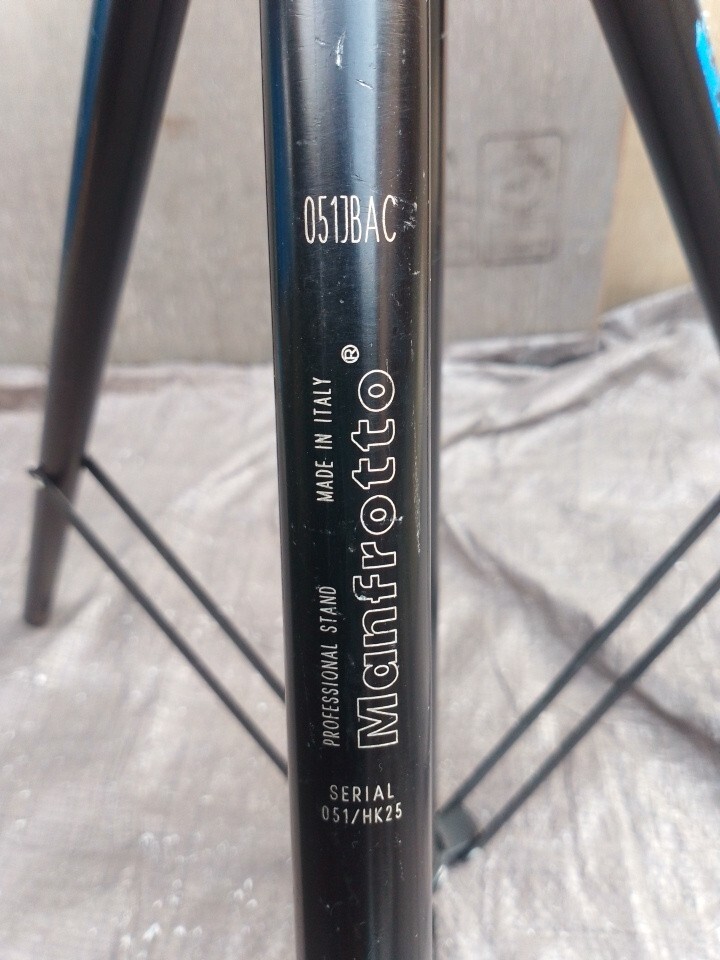 051JBAC
MADE IN ITALY
PROFESSIONAL STAND
Manfrotto®
SERIAL
051/HK25